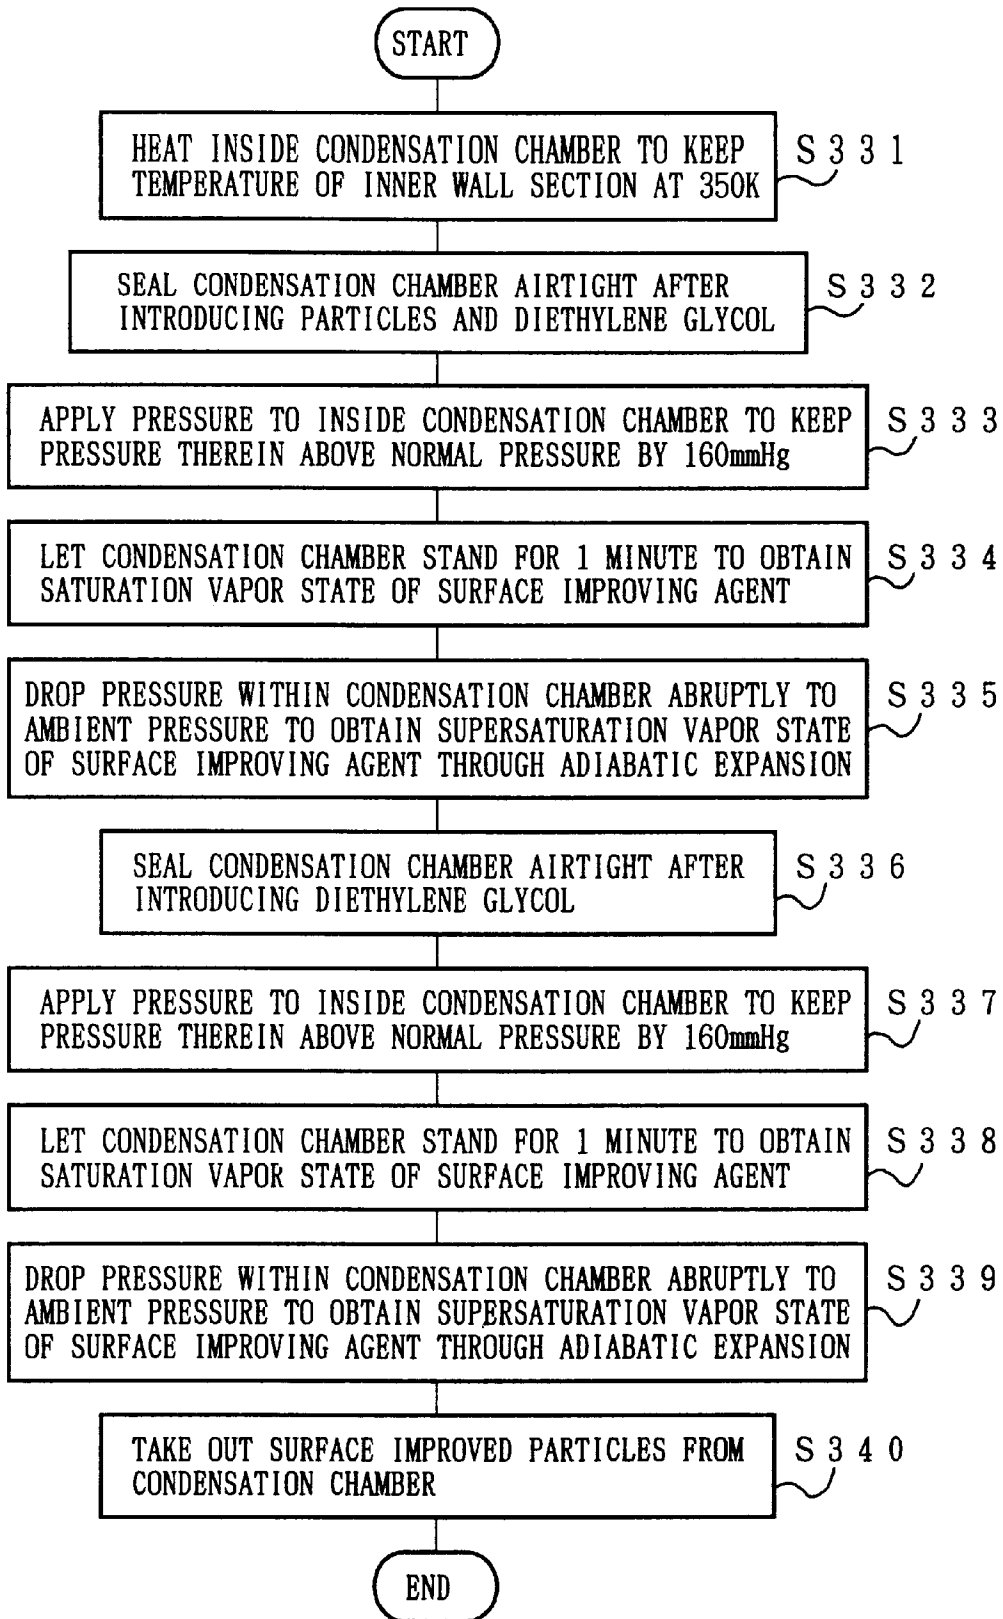 START
HEAT INSIDE CONDENSATION CHAMBER TO KEEP
TEMPERATURE OF INNER WALL SECTION AT 350K
S331
SEAL CONDENSATION CHAMBER AIRTIGHT AFTER
INTRODUCING PARTICLES AND DIETHYLENE GLYCOL
S332
APPLY PRESSURE TO INSIDE CONDENSATION CHAMBER TO KEEP
PRESSURE THEREIN ABOVE NORMAL PRESSURE BY 160mmHg
S333
LET CONDENSATION CHAMBER STAND FOR 1 MINUTE TO OBTAIN
SATURATION VAPOR STATE OF SURFACE IMPROVING AGENT
S334
DROP PRESSURE WITHIN CONDENSATION CHAMBER ABRUPTLY TO
AMBIENT PRESSURE TO OBTAIN SUPERSATURATION VAPOR STATE
OF SURFACE IMPROVING AGENT THROUGH ADIABATIC EXPANSION
S335
SEAL CONDENSATION CHAMBER AIRTIGHT AFTER
INTRODUCING DIETHYLENE GLYCOL
S336
APPLY PRESSURE TO INSIDE CONDENSATION CHAMBER TO KEEP
PRESSURE THEREIN ABOVE NORMAL PRESSURE BY 160mmHg
S337
LET CONDENSATION CHAMBER STAND FOR 1 MINUTE TO OBTAIN
SATURATION VAPOR STATE OF SURFACE IMPROVING AGENT
S338
DROP PRESSURE WITHIN CONDENSATION CHAMBER ABRUPTLY TO
AMBIENT PRESSURE TO OBTAIN SUPERSATURATION VAPOR STATE
OF SURFACE IMPROVING AGENT THROUGH ADIABATIC EXPANSION
S339
TAKE OUT SURFACE IMPROVED PARTICLES FROM
CONDENSATION CHAMBER
S340
END